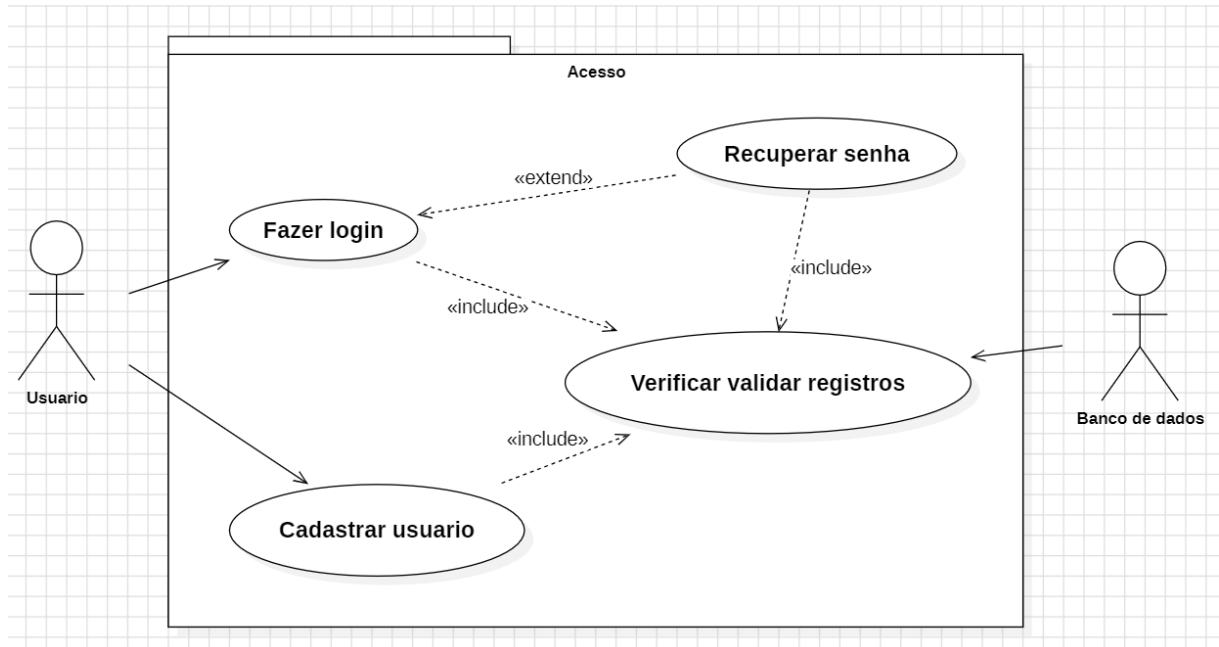 Acesso
Recuperar senha
«extend»
Fazer login
«include»
«include»
Verificar validar registros
Usuario
Banco de dados
«include»
Cadastrar usuario